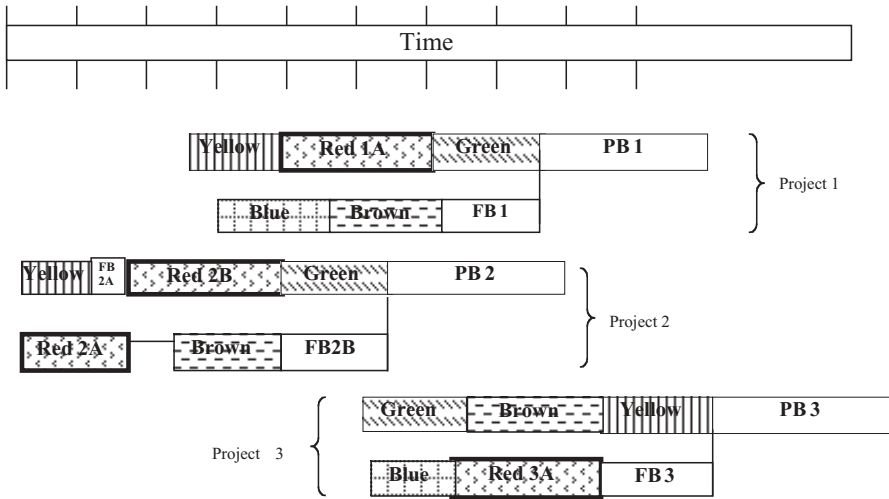 Time
Yellow Red 1A Green PB 1
Project 1
Blue Brown FB 1
Yellow FB 2A Red 2B Green PB 2
Project 2
Red 2A Brown FB2B
Green Brown Yellow PB 3
Project 3
Blue Red 3A FB 3